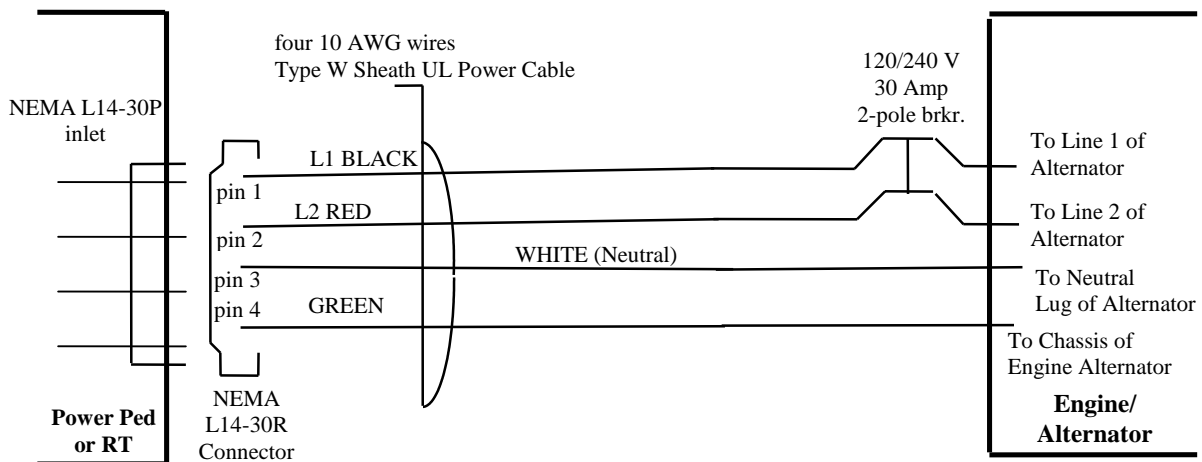 four 10 AWG wires
Type W Sheath UL Power Cable
120/240 V
30 Amp
2-pole brkr.
NEMA L14-30P
inlet
L1 BLACK
pin 1
To Line 1 of
Alternator
L2 RED
pin 2
To Line 2 of
Alternator
WHITE (Neutral)
pin 3
To Neutral
Lug of Alternator
GREEN
pin 4
To Chassis of
Engine Alternator
Power Ped
or RT
NEMA
L14-30R
Connector
Engine/
Alternator